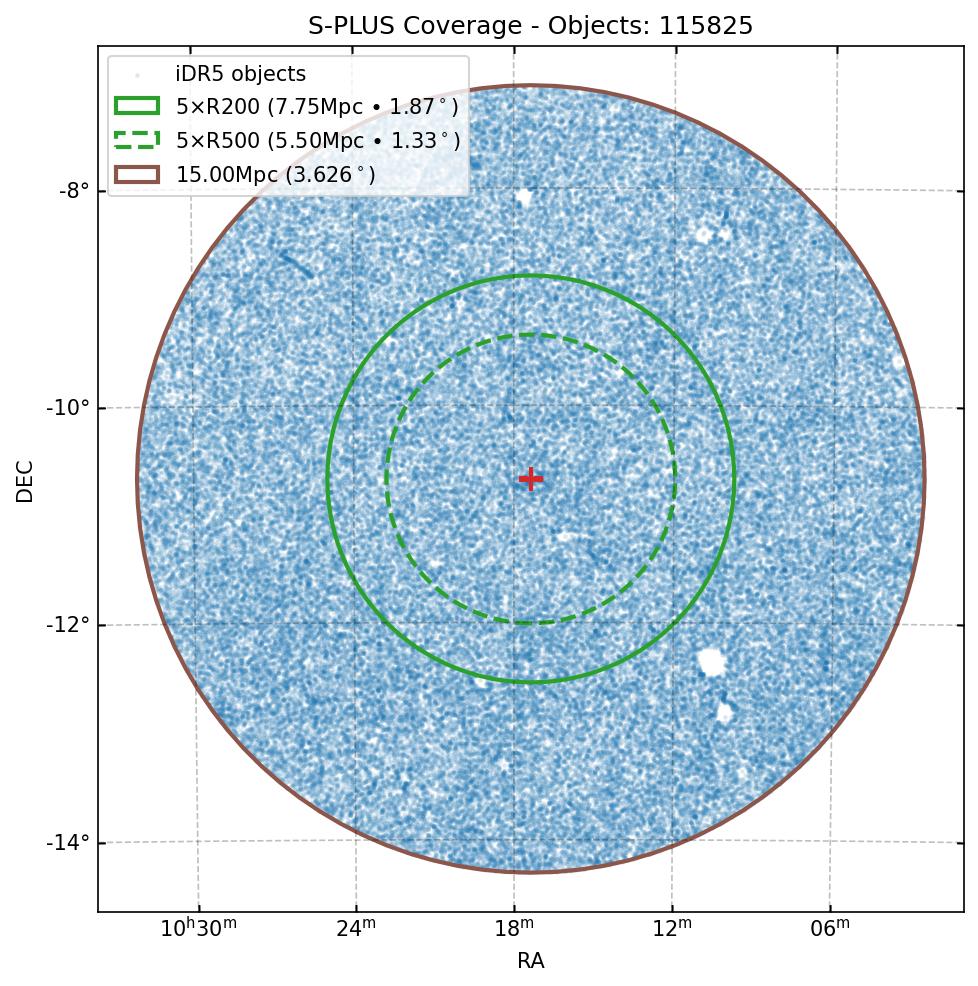 S-PLUS Coverage - Objects: 115825
iDR5 objects
5×R200 (7.75Mpc • 1.87°)
5×R500 (5.50Mpc • 1.33°)
15.00Mpc (3.626°)
-8°
-10°
-12°
-14°
DEC
10ʰ30ᵐ 24ᵐ 18ᵐ 12ᵐ 06ᵐ
RA